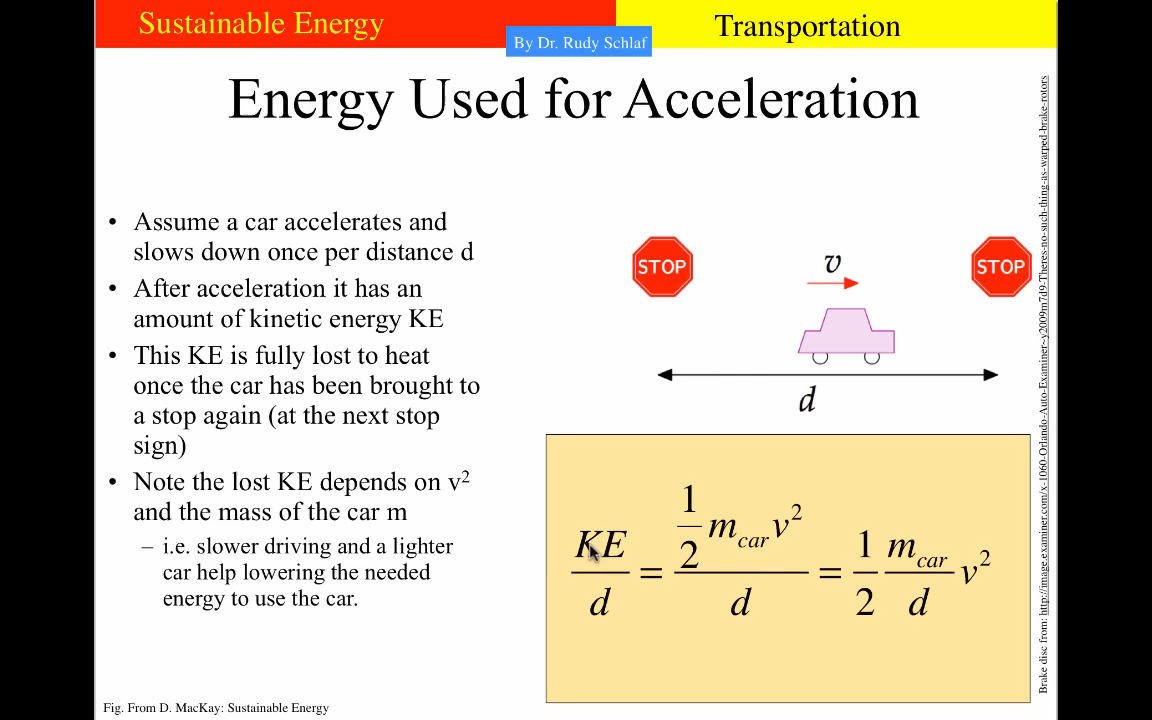 Sustainable Energy
Transportation
By Dr. Rudy Schlaf
Energy Used for Acceleration
• Assume a car accelerates and
slows down once per distance d
• After acceleration it has an
amount of kinetic energy KE
• This KE is fully lost to heat
once the car has been brought to
a stop again (at the next stop
sign)
• Note the lost KE depends on v²
and the mass of the car m
– i.e. slower driving and a lighter
car help lowering the needed
energy to use the car.
STOP
v
STOP
d
KE/d = (1/2 m_car v²)/d = 1/2 m_car/d v²
Fig. From D. MacKay: Sustainable Energy
Brake disc from: http://image.examiner.com/x-1060-Orlando-Auto-Examiner~y2009m7d9-Theres-no-such-thing-as-warped-brake-rotors